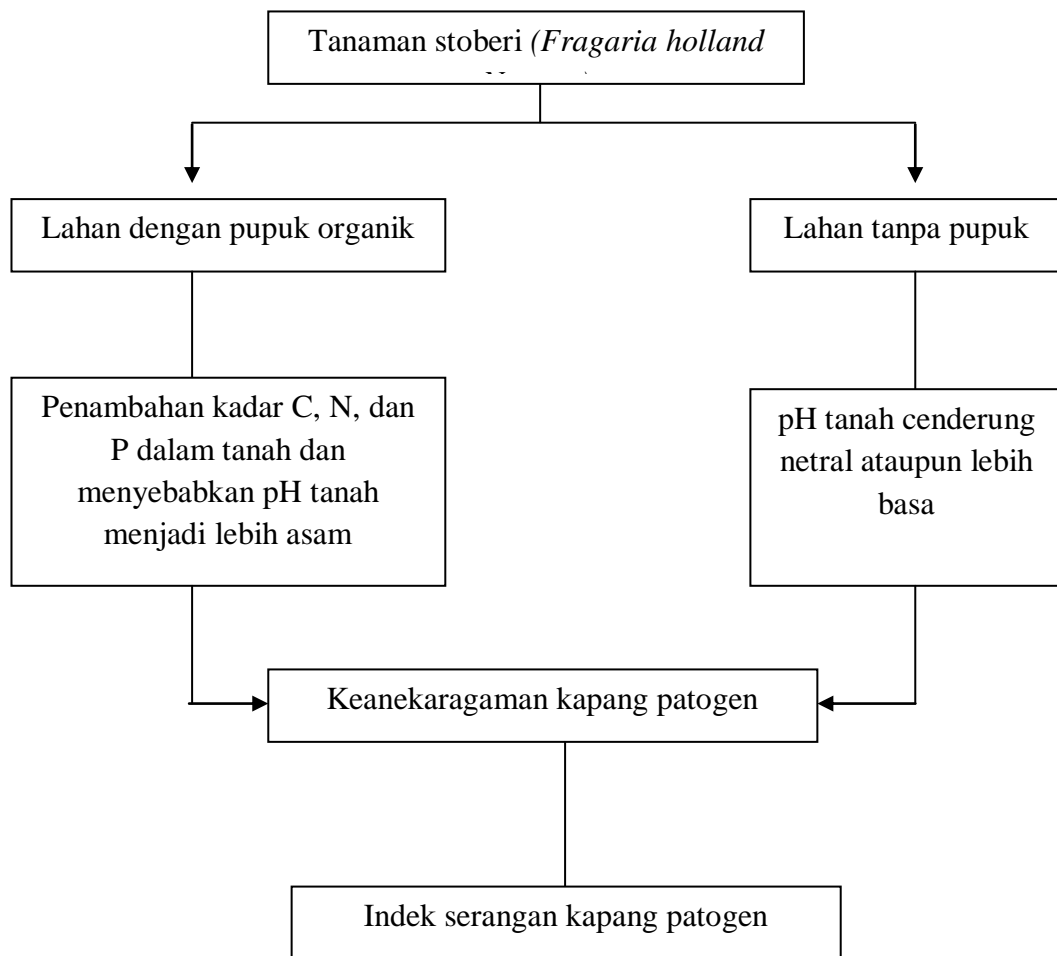 Tanaman stoberi (Fragaria holland
Lahan dengan pupuk organik
Lahan tanpa pupuk
Penambahan kadar C, N, dan
P dalam tanah dan
menyebabkan pH tanah
menjadi lebih asam
pH tanah cenderung
netral ataupun lebih
basa
Keanekaragaman kapang patogen
Indek serangan kapang patogen